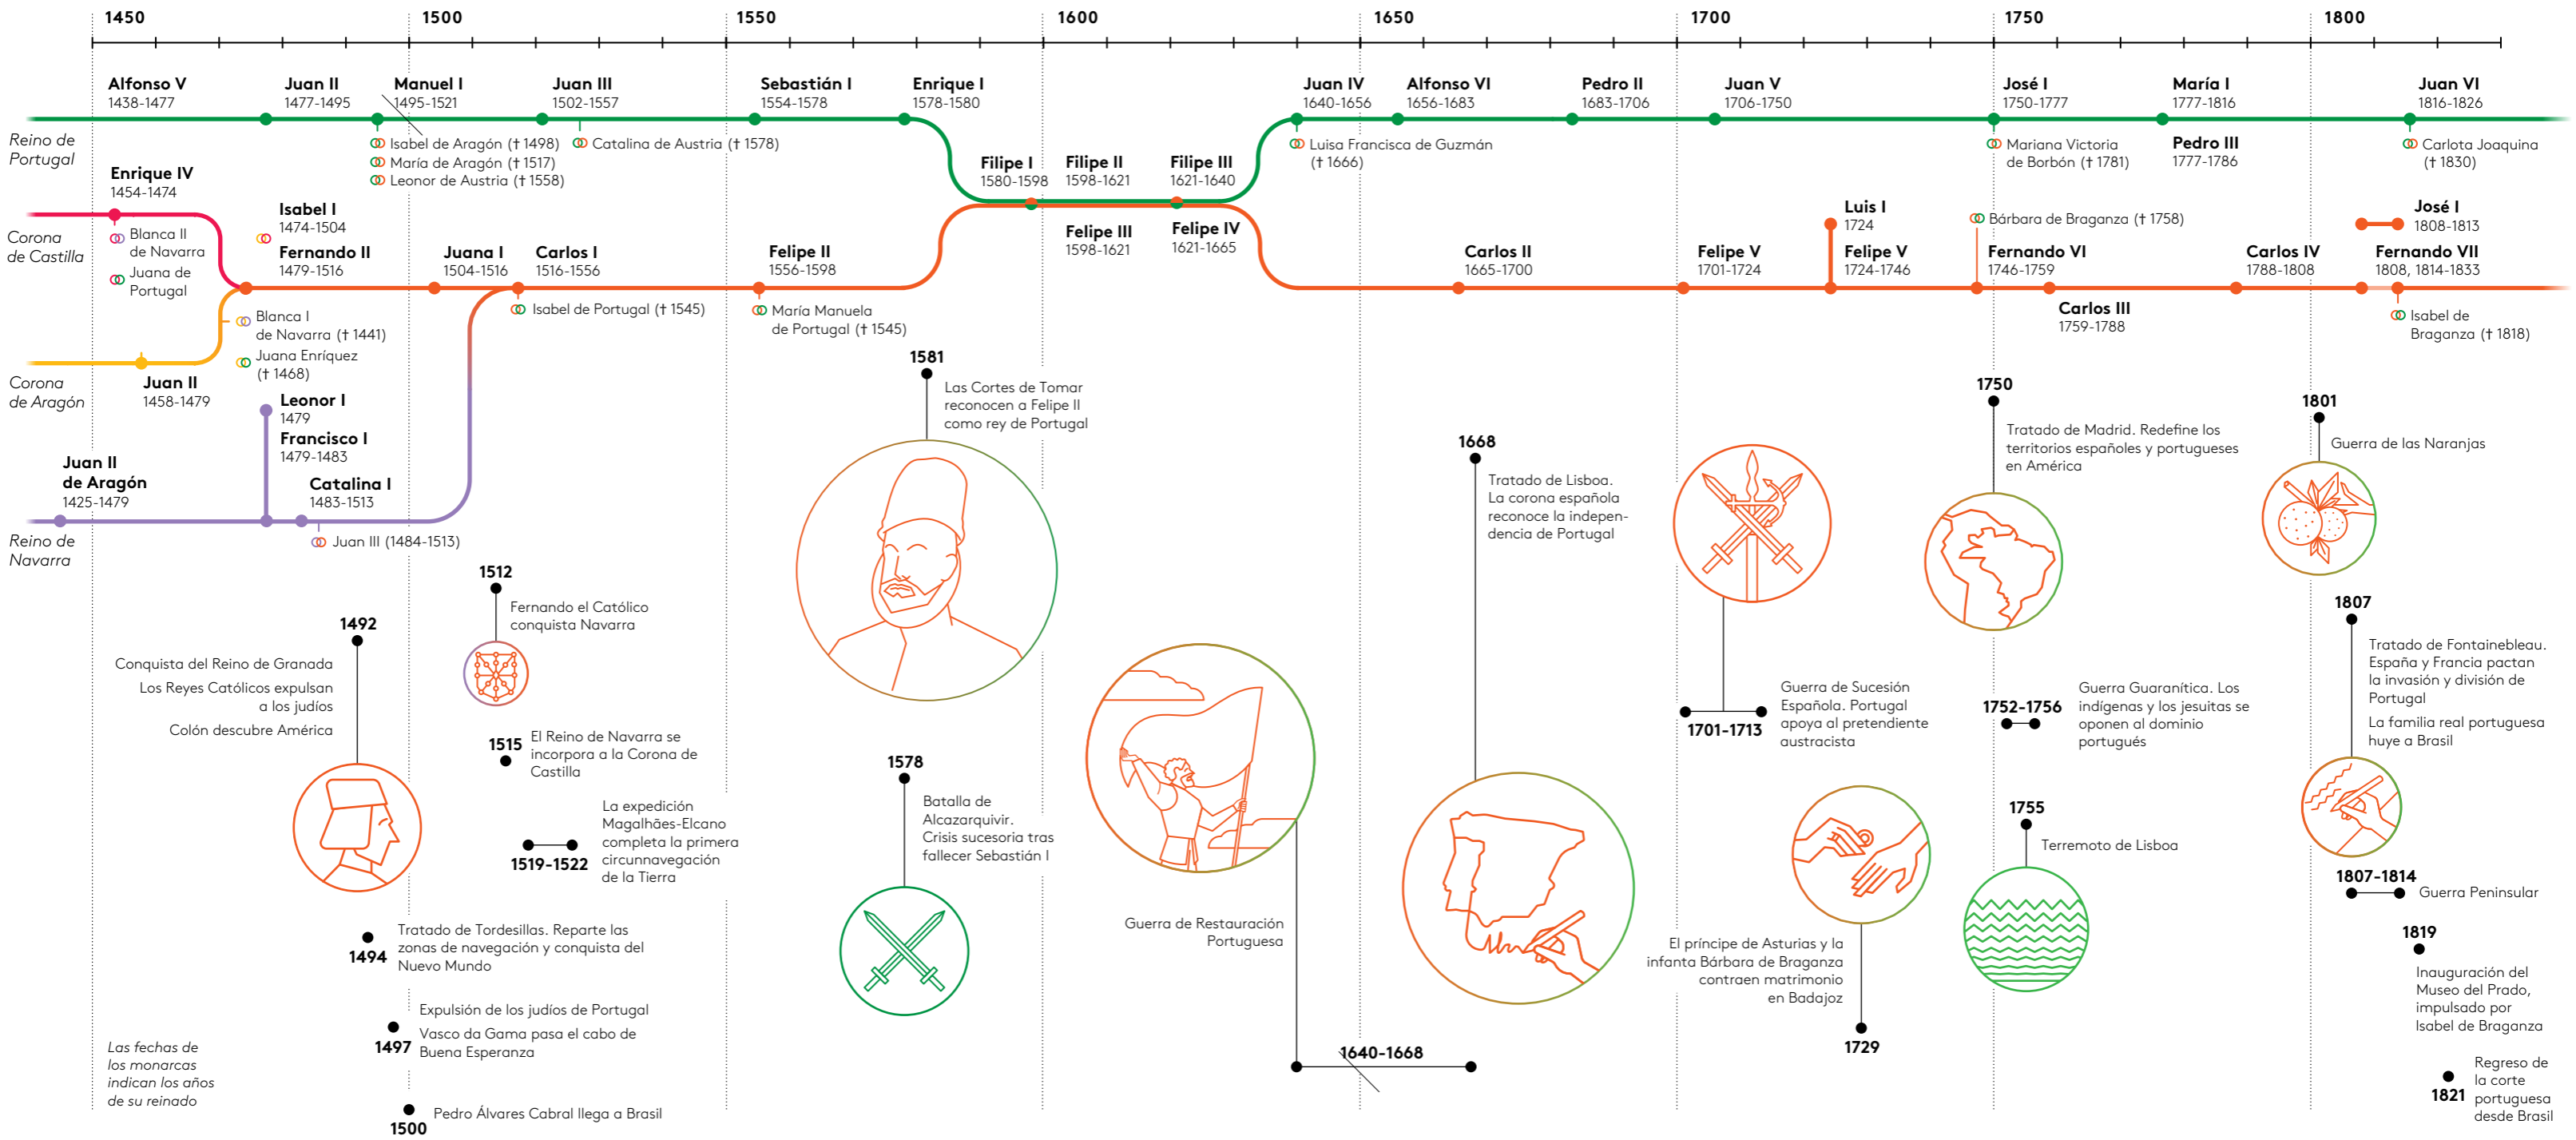 1450
1500
1550
1600
1650
1700
1750
1800
Reino de
Portugal
Alfonso V
1438-1477
Juan II
1477-1495
Manuel I
1495-1521
Isabel de Aragón († 1498)
María de Aragón († 1517)
Leonor de Austria († 1558)
Juan III
1502-1557
Catalina de Austria († 1578)
Sebastián I
1554-1578
Enrique I
1578-1580
Filipe I
1580-1598
Filipe II
1598-1621
Filipe III
1621-1640
Juan IV
1640-1656
Luisa Francisca de Guzmán
(† 1666)
Alfonso VI
1656-1683
Pedro II
1683-1706
Juan V
1706-1750
José I
1750-1777
Mariana Victoria
de Borbón († 1781)
María I
1777-1816
Pedro III
1777-1786
Juan VI
1816-1826
Carlota Joaquina
(† 1830)
Corona
de Castilla
Enrique IV
1454-1474
Blanca II
de Navarra
Juana de
Portugal
Isabel I
1474-1504
Fernando II
1479-1516
Juana I
1504-1516
Carlos I
1516-1556
Isabel de Portugal († 1545)
Felipe II
1556-1598
María Manuela
de Portugal († 1545)
Felipe III
1598-1621
Felipe IV
1621-1665
Carlos II
1665-1700
Felipe V
1701-1724
Luis I
1724
Felipe V
1724-1746
Bárbara de Braganza († 1758)
Fernando VI
1746-1759
Carlos III
1759-1788
Carlos IV
1788-1808
José I
1808-1813
Fernando VII
1808, 1814-1833
Isabel de
Braganza († 1818)
Corona
de Aragón
Juan II
1458-1479
Blanca I
de Navarra († 1441)
Juana Enríquez
(† 1468)
Reino de
Navarra
Juan II
de Aragón
1425-1479
Leonor I
1479
Francisco I
1479-1483
Catalina I
1483-1513
Juan III (1484-1513)
1492
Conquista del Reino de Granada
Los Reyes Católicos expulsan
a los judíos
Colón descubre América
1494
Tratado de Tordesillas. Reparte las
zonas de navegación y conquista del
Nuevo Mundo
1497
Expulsión de los judíos de Portugal
Vasco da Gama pasa el cabo de
Buena Esperanza
1500
Pedro Álvares Cabral llega a Brasil
1512
Fernando el Católico
conquista Navarra
1515
El Reino de Navarra se
incorpora a la Corona de
Castilla
1519-1522
La expedición
Magalhães-Elcano
completa la primera
circunnavegación
de la Tierra
1581
Las Cortes de Tomar
reconocen a Felipe II
como rey de Portugal
1578
Batalla de
Alcazarquivir.
Crisis sucesoria tras
fallecer Sebastián I
Guerra de Restauración
Portuguesa
1640-1668
1668
Tratado de Lisboa.
La corona española
reconoce la indepen-
dencia de Portugal
1701-1713
Guerra de Sucesión
Española. Portugal
apoya al pretendiente
austracista
El príncipe de Asturias y la
infanta Bárbara de Braganza
contraen matrimonio
en Badajoz
1729
1750
Tratado de Madrid. Redefine los
territorios españoles y portugueses
en América
1752-1756
Guerra Guaranítica. Los
indígenas y los jesuitas se
oponen al dominio
portugués
1755
Terremoto de Lisboa
1801
Guerra de las Naranjas
1807
Tratado de Fontainebleau.
España y Francia pactan
la invasión y división de
Portugal
La familia real portuguesa
huye a Brasil
1807-1814
Guerra Peninsular
1819
Inauguración del
Museo del Prado,
impulsado por
Isabel de Braganza
1821
Regreso de
la corte
portuguesa
desde Brasil
Las fechas de
los monarcas
indican los años
de su reinado